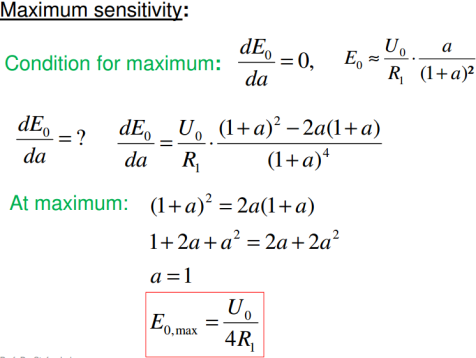 Maximum sensitivity:
Condition for maximum: dE₀/da = 0, E₀ ≈ U₀/R₁ · a/(1+a)²
dE₀/da = ? dE₀/da = U₀/R₁ · ((1+a)² − 2a(1+a))/(1+a)⁴
At maximum: (1+a)² = 2a(1+a)
1+2a+a² = 2a+2a²
a = 1
E₀,max = U₀/4R₁